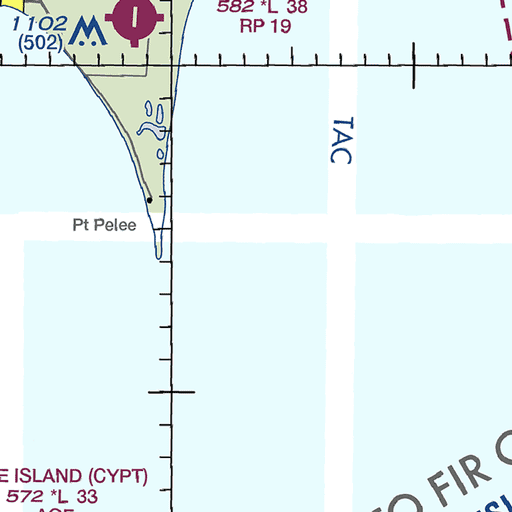 1102
(502)
582 *L 38
RP 19
TAC
Pt Pelee
E ISLAND (CYPT)
572 *L 33
FIR